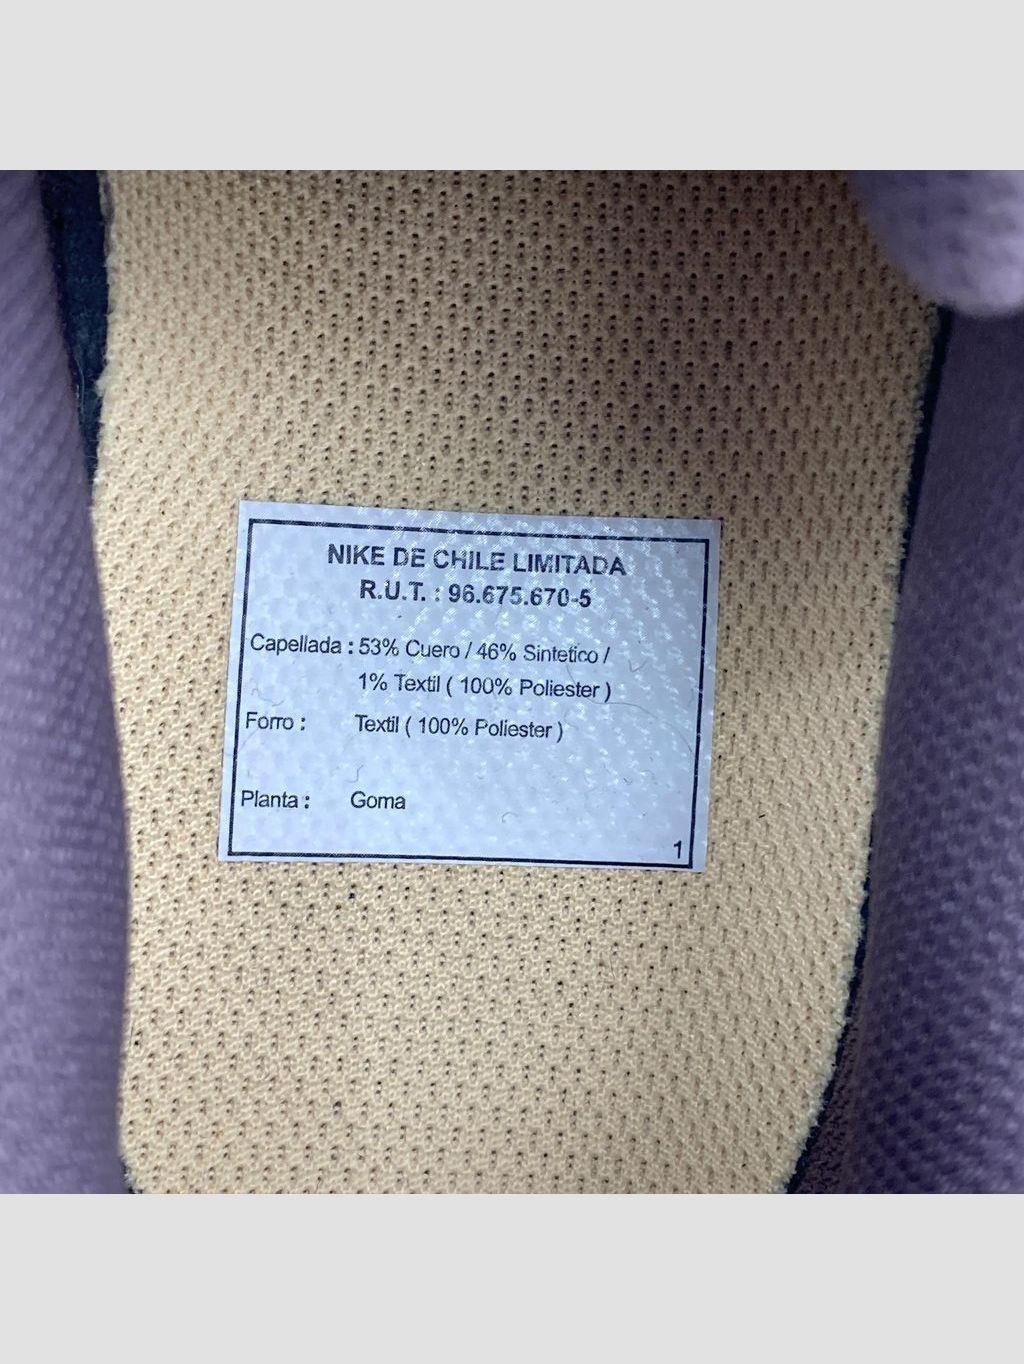 NIKE DE CHILE LIMITADA
R.U.T. : 96.675.670-5
Capellada : 53% Cuero / 46% Sintetico /
1% Textil ( 100% Poliester )
Forro : Textil ( 100% Poliester )
Planta : Goma
1